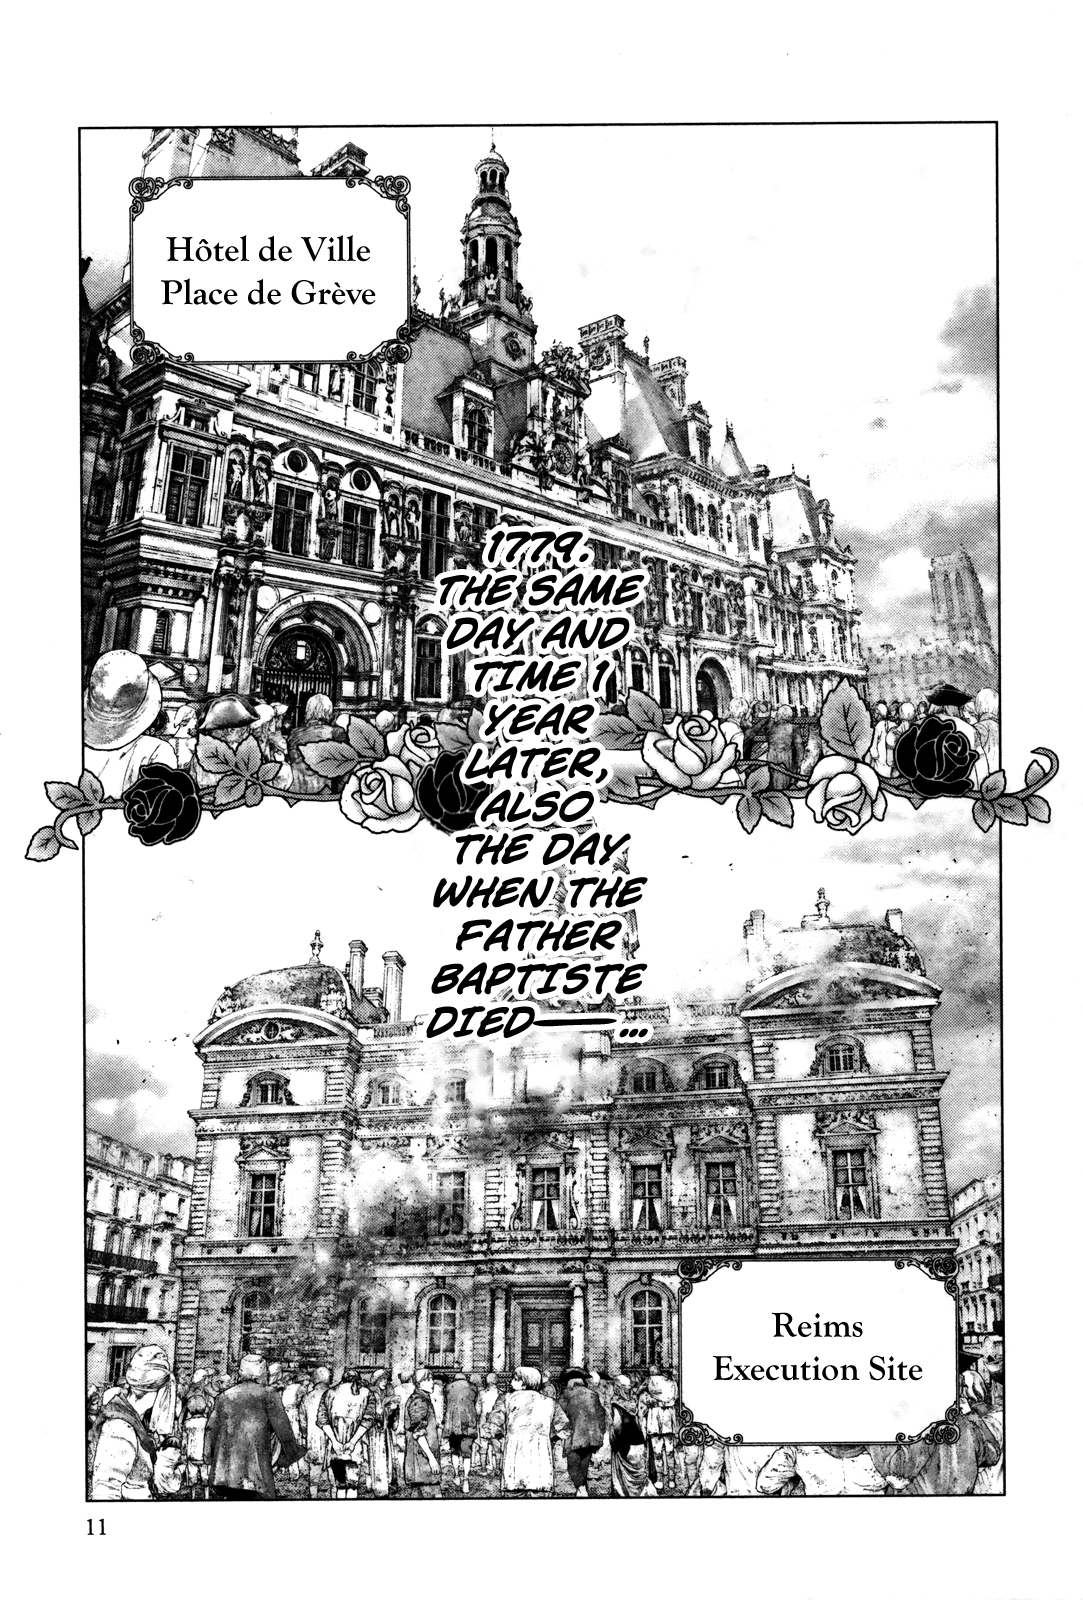 Hôtel de Ville
Place de Grève
1779.
THE SAME
DAY AND
TIME 1
YEAR
LATER,
ALSO
THE DAY
WHEN THE
FATHER
BAPTISTE
DIED——...
Reims
Execution Site
11